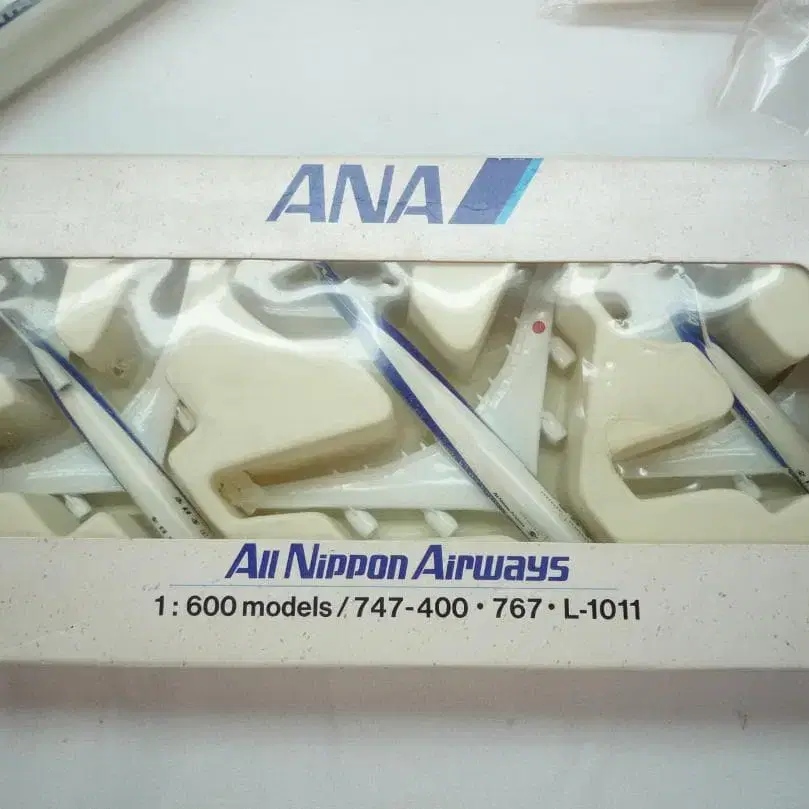 ANA
All Nippon Airways
1:600 models / 747-400・767・L-1011